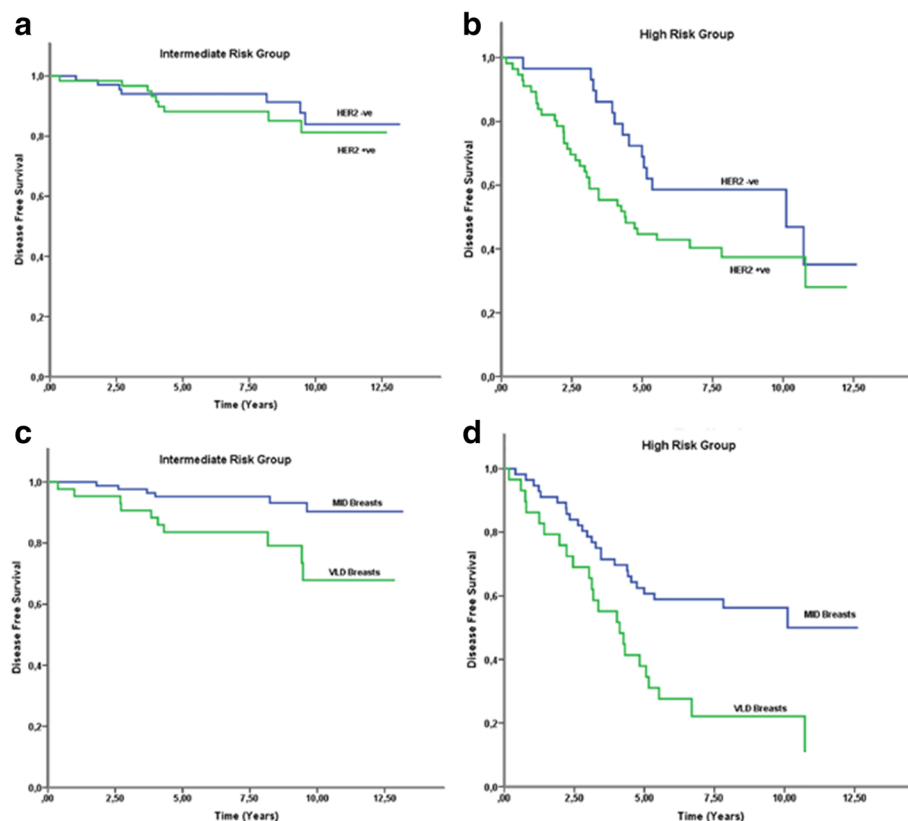 a
Intermediate Risk Group
Disease Free Survival
1,0
0,8
0,6
0,4
0,2
0,0
HER2 -ve
HER2 +ve
,00 2,50 5,00 7,50 10,00 12,50
Time (Years)
b
High Risk Group
Disease Free Survival
1,0
0,8
0,6
0,4
0,2
0,0
HER2 -ve
HER2 +ve
,00 2,50 5,00 7,50 10,00 12,50
c
Intermediate Risk Group
Disease Free Survival
1,0
0,8
0,6
0,4
0,2
0,0
MID Breasts
VLD Breasts
,00 2,50 5,00 7,50 10,00 12,50
Time (Years)
d
High Risk Group
Disease Free Survival
1,0
0,8
0,6
0,4
0,2
0,0
MID Breasts
VLD Breasts
,00 2,50 5,00 7,50 10,00 12,50
Time (Years)